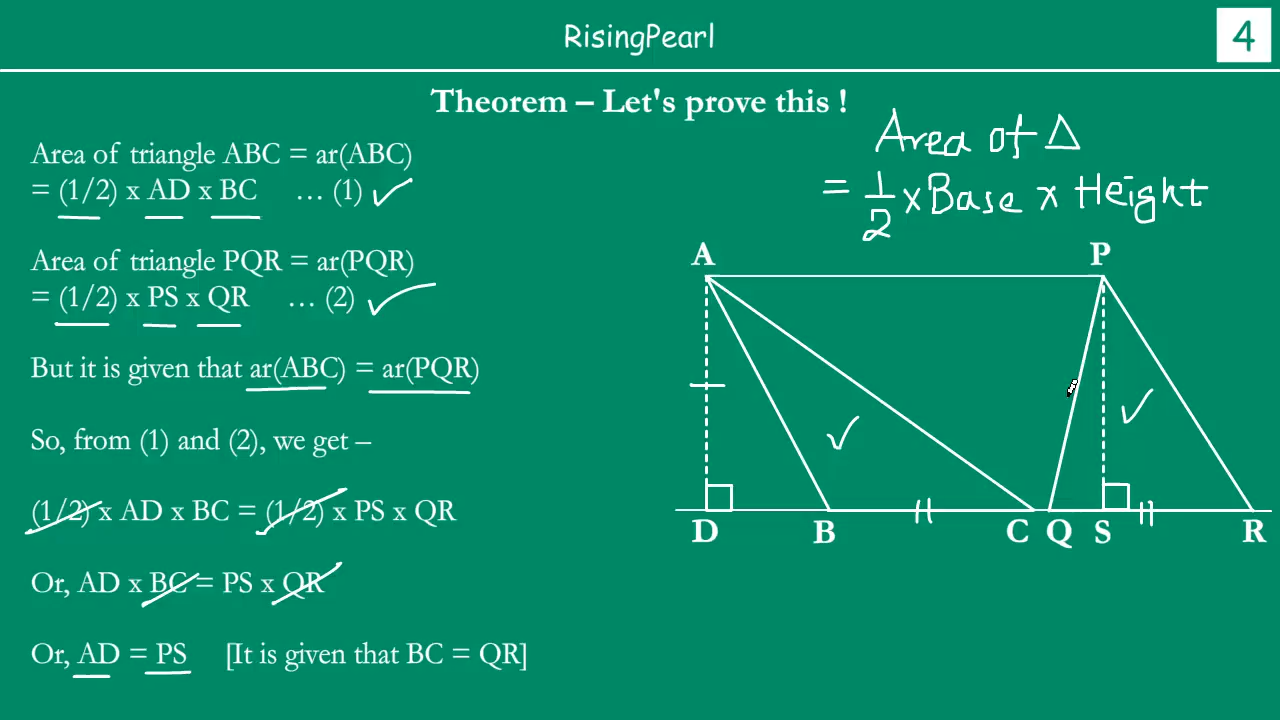 RisingPearl
4
Theorem – Let's prove this !
Area of triangle ABC = ar(ABC)
= (1/2) x AD x BC … (1)
Area of triangle PQR = ar(PQR)
= (1/2) x PS x QR … (2)
But it is given that ar(ABC) = ar(PQR)
So, from (1) and (2), we get –
(1/2) x AD x BC = (1/2) x PS x QR
Or, AD x BC = PS x QR
Or, AD = PS [It is given that BC = QR]
Area of Δ
= 1/2 x Base x Height
A P
D B C Q S R